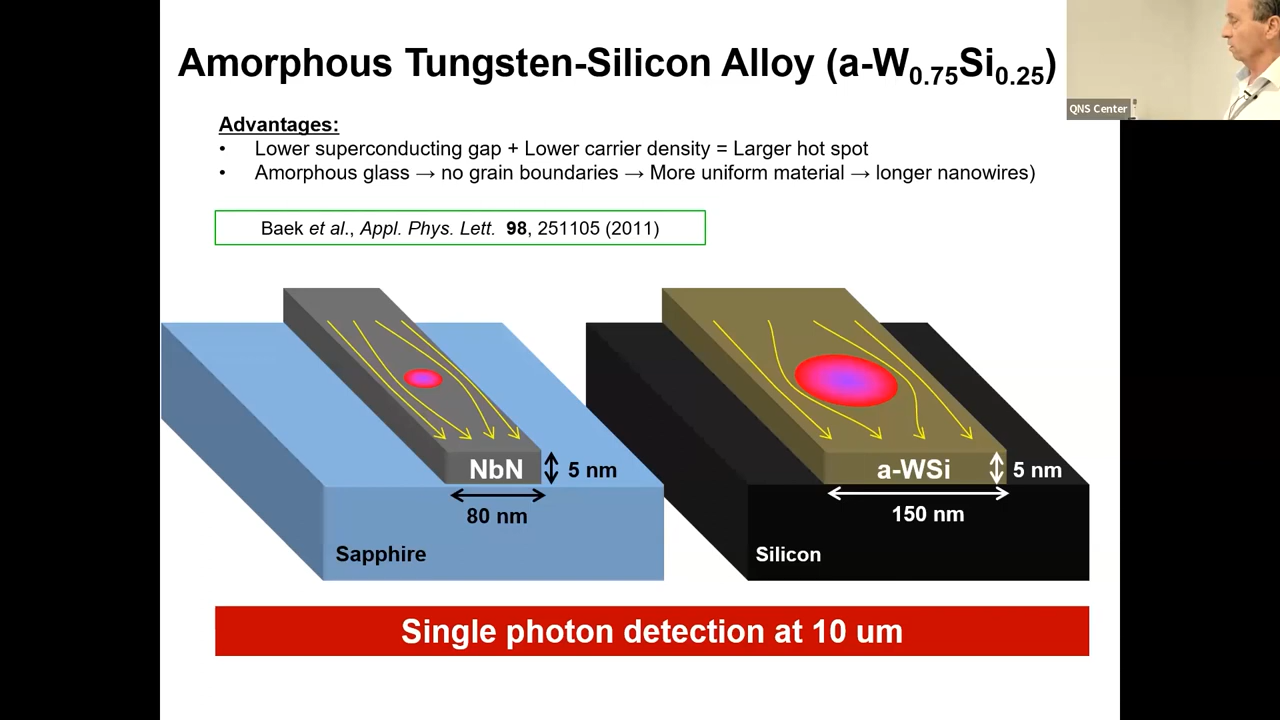 Amorphous Tungsten-Silicon Alloy (a-W0.75Si0.25)
QNS Center
Advantages:
• Lower superconducting gap + Lower carrier density = Larger hot spot
• Amorphous glass → no grain boundaries → More uniform material → longer nanowires)
Baek et al., Appl. Phys. Lett. 98, 251105 (2011)
NbN
5 nm
80 nm
Sapphire
a-WSi
5 nm
150 nm
Silicon
Single photon detection at 10 um